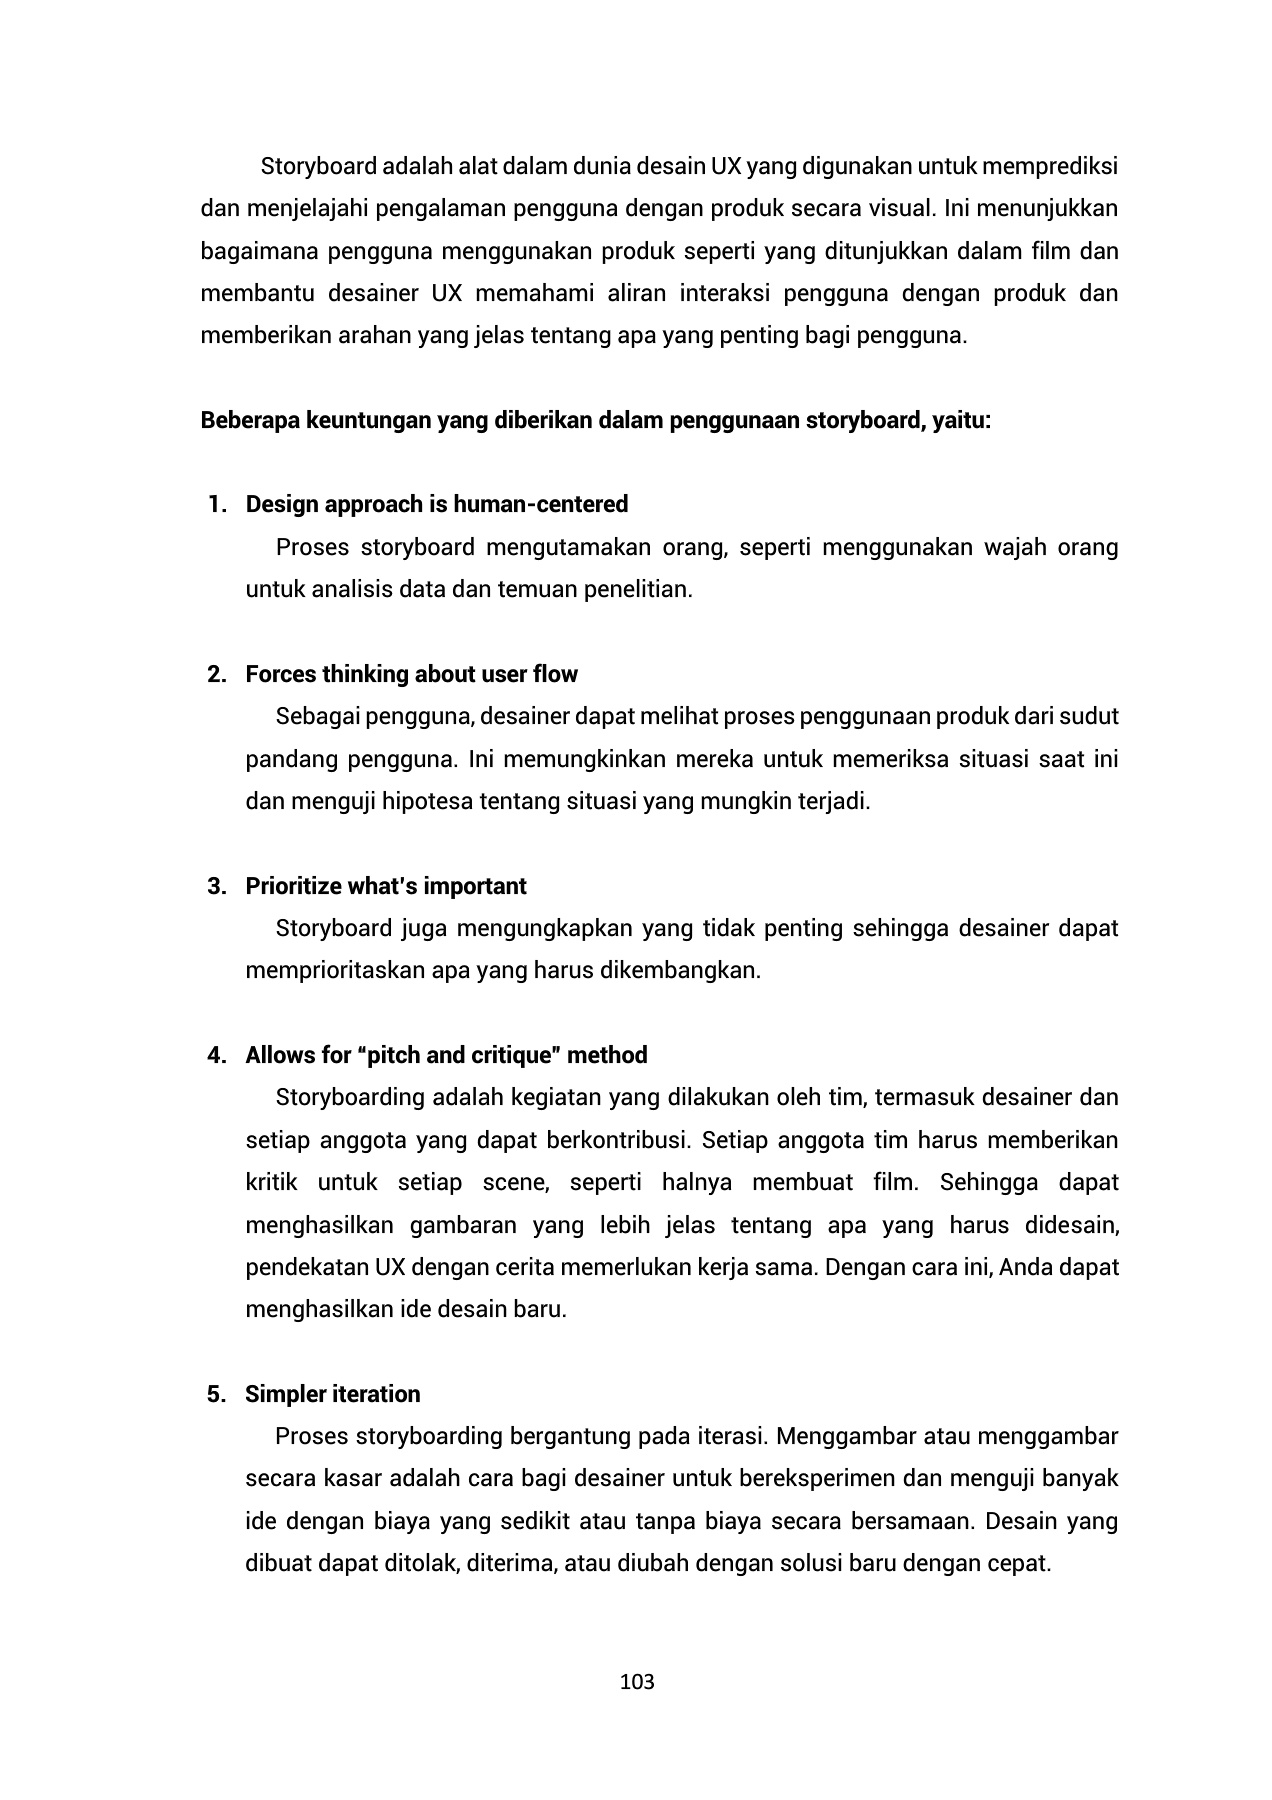 Storyboard adalah alat dalam dunia desain UX yang digunakan untuk memprediksi
dan menjelajahi pengalaman pengguna dengan produk secara visual. Ini menunjukkan
bagaimana pengguna menggunakan produk seperti yang ditunjukkan dalam film dan
membantu desainer UX memahami aliran interaksi pengguna dengan produk dan
memberikan arahan yang jelas tentang apa yang penting bagi pengguna.
Beberapa keuntungan yang diberikan dalam penggunaan storyboard, yaitu:
1. Design approach is human-centered
Proses storyboard mengutamakan orang, seperti menggunakan wajah orang
untuk analisis data dan temuan penelitian.
2. Forces thinking about user flow
Sebagai pengguna, desainer dapat melihat proses penggunaan produk dari sudut
pandang pengguna. Ini memungkinkan mereka untuk memeriksa situasi saat ini
dan menguji hipotesa tentang situasi yang mungkin terjadi.
3. Prioritize what's important
Storyboard juga mengungkapkan yang tidak penting sehingga desainer dapat
memprioritaskan apa yang harus dikembangkan.
4. Allows for “pitch and critique" method
Storyboarding adalah kegiatan yang dilakukan oleh tim, termasuk desainer dan
setiap anggota yang dapat berkontribusi. Setiap anggota tim harus memberikan
kritik untuk setiap scene, seperti halnya membuat film. Sehingga dapat
menghasilkan gambaran yang lebih jelas tentang apa yang harus didesain,
pendekatan UX dengan cerita memerlukan kerja sama. Dengan cara ini, Anda dapat
menghasilkan ide desain baru.
5. Simpler iteration
Proses storyboarding bergantung pada iterasi. Menggambar atau menggambar
secara kasar adalah cara bagi desainer untuk bereksperimen dan menguji banyak
ide dengan biaya yang sedikit atau tanpa biaya secara bersamaan. Desain yang
dibuat dapat ditolak, diterima, atau diubah dengan solusi baru dengan cepat.
103